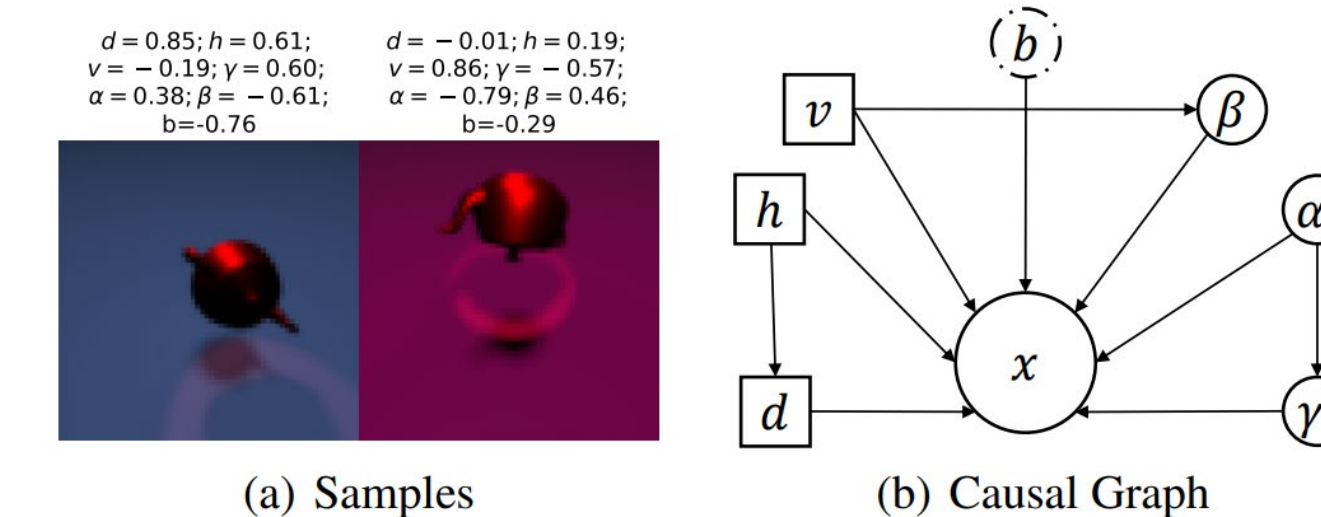 d = 0.85; h = 0.61;
v = − 0.19; γ = 0.60;
α = 0.38; β = − 0.61;
b=-0.76
d = − 0.01; h = 0.19;
v = 0.86; γ = − 0.57;
α = − 0.79; β = 0.46;
b=-0.29
(a) Samples
b
v
β
h
α
x
d
γ
(b) Causal Graph